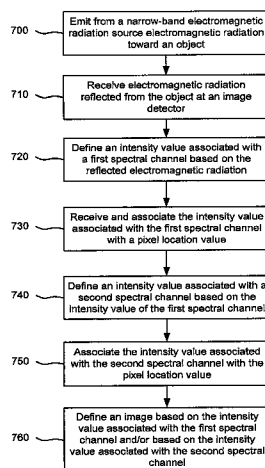 700
Emit from a narrow-band electromagnetic
radiation source electromagnetic radiation
toward an object
710
Receive electromagnetic radiation
reflected from the object at an image
detector
720
Define an intensity value associated with
a first spectral channel based on the
reflected electromagnetic radiation
730
Receive and associate the intensity value
associated with the first spectral channel
with a pixel location value
740
Define an intensity value associated with a
second spectral channel based on the
Intensity value of the first spectral channel
750
Associate the intensity value associated
with the second spectral channel with the
pixel location value
760
Define an image based on the intensity
value associated with the first spectral
channel and/or based on the intensity
value associated with the second spectral
channel